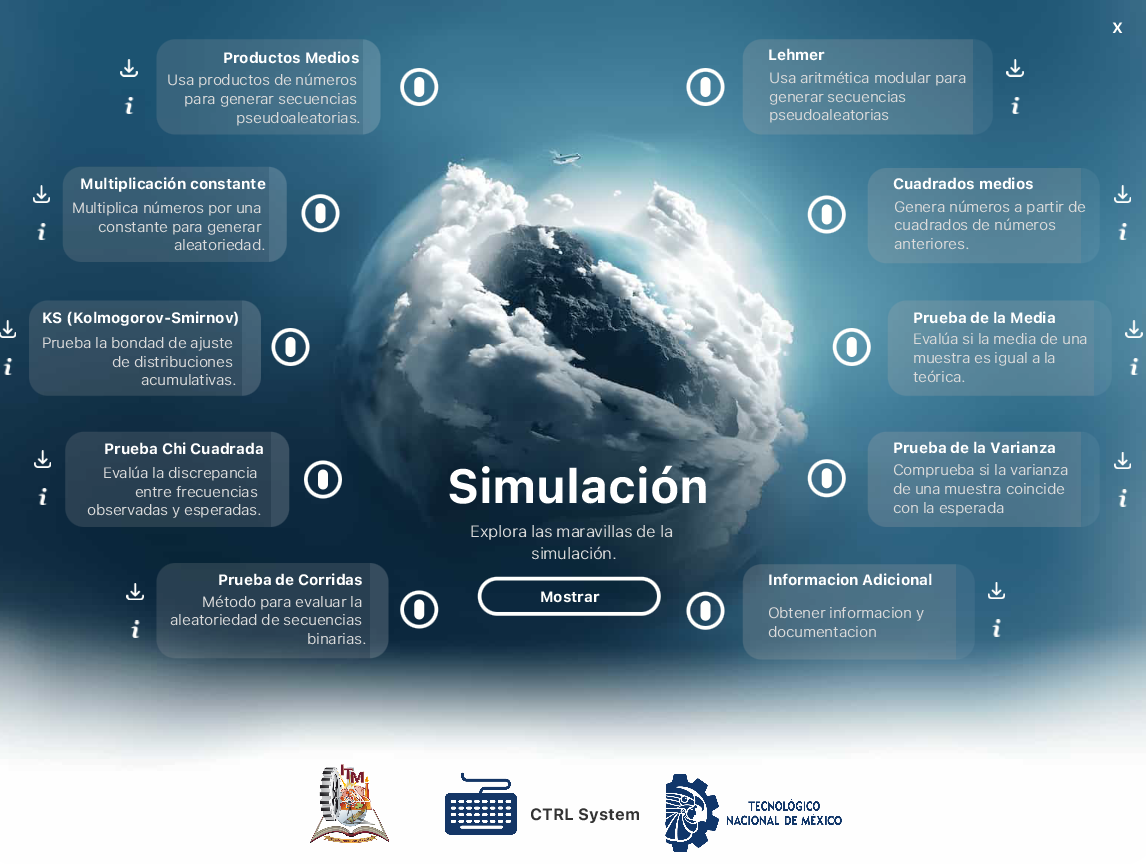 X
Productos Medios
Usa productos de números
para generar secuencias
pseudoaleatorias.
Lehmer
Usa aritmética modular para
generar secuencias
pseudoaleatorias
Multiplicación constante
Multiplica números por una
constante para generar
aleatoriedad.
Cuadrados medios
Genera números a partir de
cuadrados de números
anteriores.
KS (Kolmogorov-Smirnov)
Prueba la bondad de ajuste
de distribuciones
acumulativas.
Prueba de la Media
Evalúa si la media de una
muestra es igual a la
teórica.
Prueba Chi Cuadrada
Evalúa la discrepancia
entre frecuencias
observadas y esperadas.
Prueba de la Varianza
Comprueba si la varianza
de una muestra coincide
con la esperada
Simulación
Explora las maravillas de la
simulación.
Mostrar
Prueba de Corridas
Método para evaluar la
aleatoriedad de secuencias
binarias.
Informacion Adicional
Obtener informacion y
documentacion
ITM
CTRL System
TECNOLÓGICO
NACIONAL DE MÉXICO